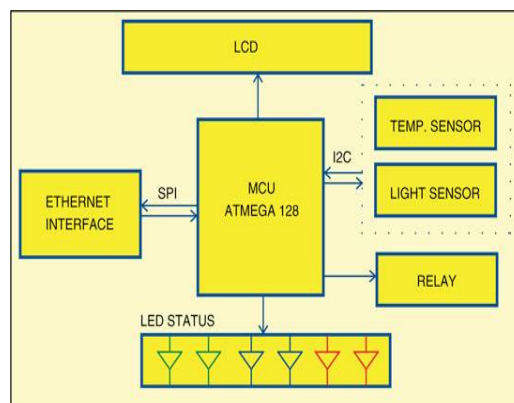 LCD
TEMP. SENSOR
I2C
LIGHT SENSOR
MCU
ATMEGA 128
SPI
ETHERNET
INTERFACE
RELAY
LED STATUS